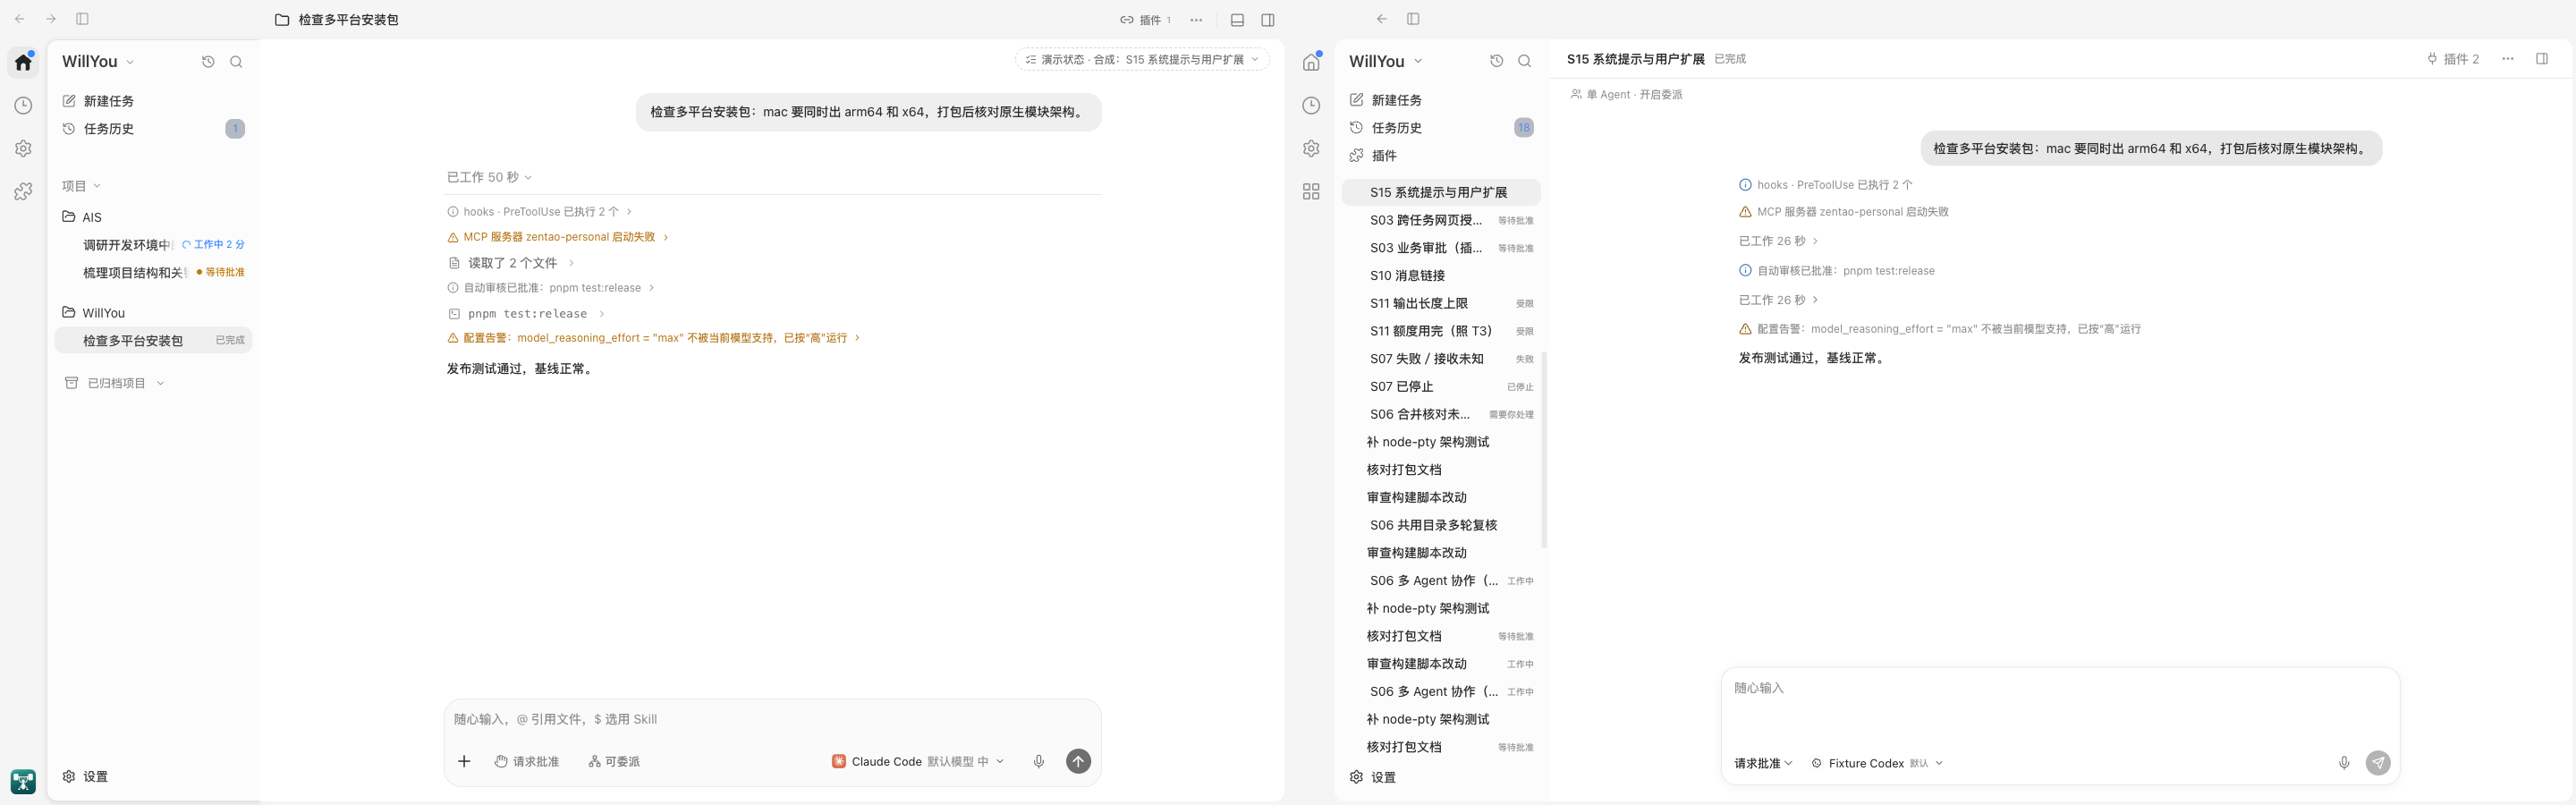 检查多平台安装包
插件 1
WillYou
新建任务
任务历史
1
项目
AIS
调研开发环境中
工作中 2 分
梳理项目结构和关
等待批准
WillYou
检查多平台安装包
已完成
已归档项目
设置
演示状态 · 合成：S15 系统提示与用户扩展
检查多平台安装包：mac 要同时出 arm64 和 x64，打包后核对原生模块架构。
已工作 50 秒
hooks · PreToolUse 已执行 2 个
MCP 服务器 zentao-personal 启动失败
读取了 2 个文件
自动审核已批准：pnpm test:release
pnpm test:release
配置告警：model_reasoning_effort = "max" 不被当前模型支持，已按“高”运行
发布测试通过，基线正常。
随心输入，@ 引用文件，$ 选用 Skill
请求批准
可委派
Claude Code 默认模型 中
WillYou
新建任务
任务历史
18
插件
S15 系统提示与用户扩展
S03 跨任务网页授...
等待批准
S03 业务审批（插...
等待批准
S10 消息链接
S11 输出长度上限
受限
S11 额度用完（照 T3）
受限
S07 失败 / 接收未知
失败
S07 已停止
已停止
S06 合并核对未...
需要你处理
补 node-pty 架构测试
核对打包文档
审查构建脚本改动
S06 共用目录多轮复核
审查构建脚本改动
S06 多 Agent 协作（...
工作中
补 node-pty 架构测试
核对打包文档
等待批准
审查构建脚本改动
工作中
S06 多 Agent 协作（...
工作中
补 node-pty 架构测试
核对打包文档
等待批准
设置
S15 系统提示与用户扩展 已完成
插件 2
单 Agent · 开启委派
检查多平台安装包：mac 要同时出 arm64 和 x64，打包后核对原生模块架构。
hooks · PreToolUse 已执行 2 个
MCP 服务器 zentao-personal 启动失败
已工作 26 秒
自动审核已批准：pnpm test:release
已工作 26 秒
配置告警：model_reasoning_effort = "max" 不被当前模型支持，已按“高”运行
发布测试通过，基线正常。
随心输入
请求批准
Fixture Codex 默认